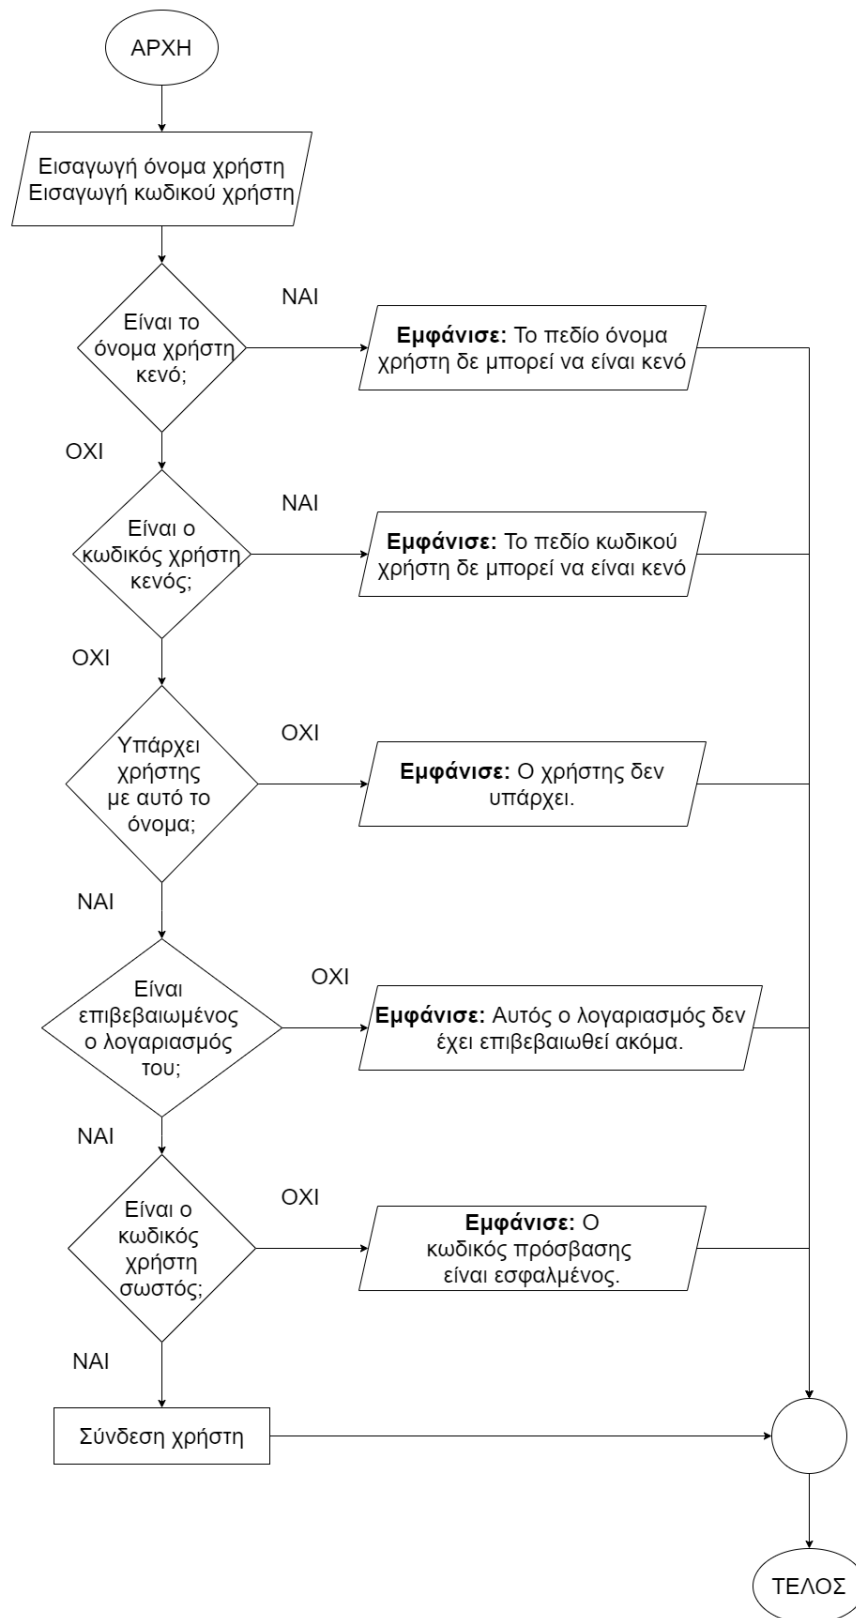 ΑΡΧΗ
Εισαγωγή όνομα χρήστη
Εισαγωγή κωδικού χρήστη
Είναι το
όνομα χρήστη
κενό;
ΝΑΙ
Εμφάνισε: Το πεδίο όνομα
χρήστη δε μπορεί να είναι κενό
ΟΧΙ
Είναι ο
κωδικός χρήστη
κενός;
ΝΑΙ
Εμφάνισε: Το πεδίο κωδικού
χρήστη δε μπορεί να είναι κενό
ΟΧΙ
Υπάρχει
χρήστης
με αυτό το
όνομα;
ΟΧΙ
Εμφάνισε: Ο χρήστης δεν
υπάρχει.
ΝΑΙ
Είναι
επιβεβαιωμένος
ο λογαριασμός
του;
ΟΧΙ
Εμφάνισε: Αυτός ο λογαριασμός δεν
έχει επιβεβαιωθεί ακόμα.
ΝΑΙ
Είναι ο
κωδικός
χρήστη
σωστός;
ΟΧΙ
Εμφάνισε: Ο
κωδικός πρόσβασης
είναι εσφαλμένος.
ΝΑΙ
Σύνδεση χρήστη
ΤΕΛΟΣ